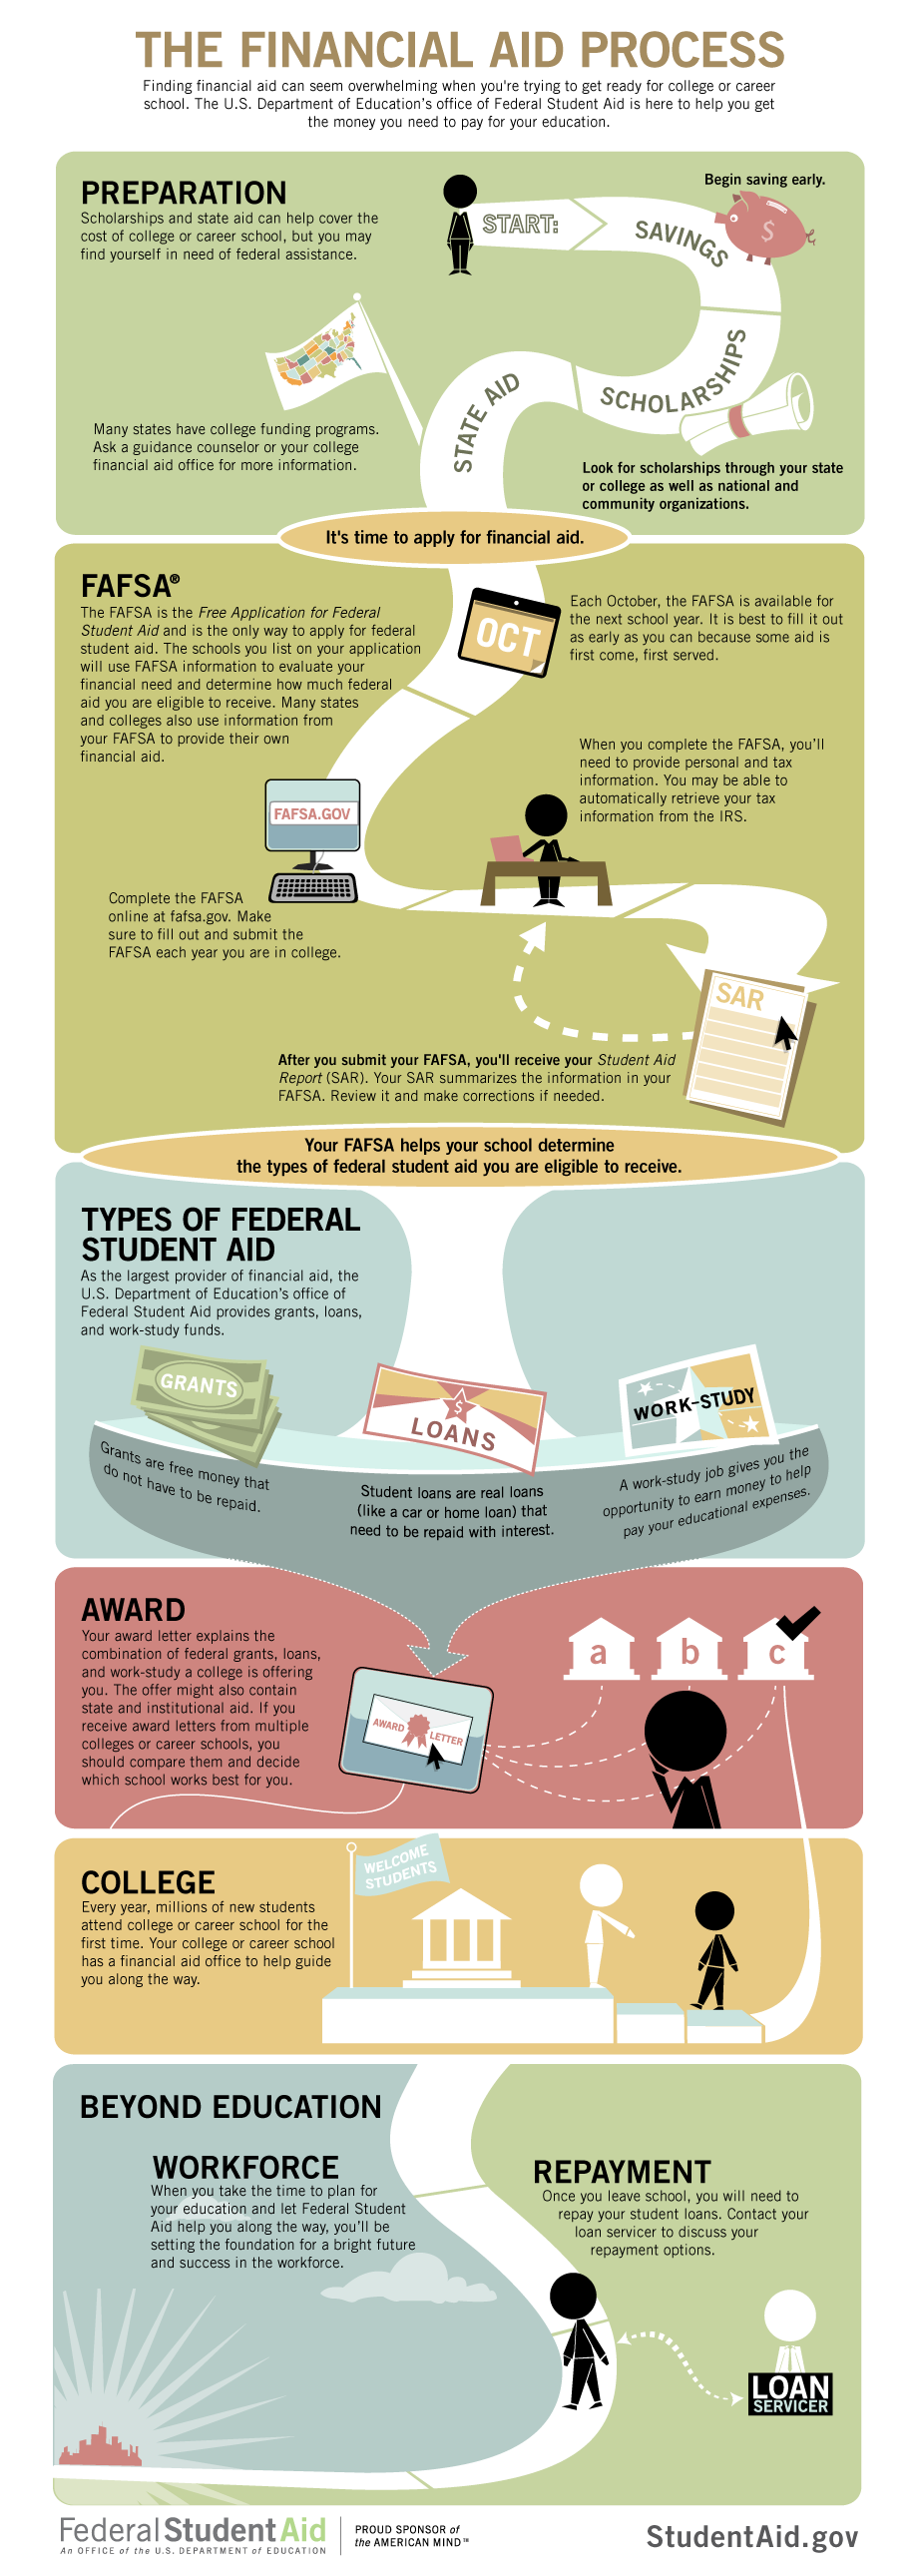 THE FINANCIAL AID PROCESS
Finding financial aid can seem overwhelming when you're trying to get ready for college or career
school. The U.S. Department of Education's office of Federal Student Aid is here to help you get
the money you need to pay for your education.
PREPARATION
Scholarships and state aid can help cover the
cost of college or career school, but you may
find yourself in need of federal assistance.
START:
SAVINGS
Begin saving early.
$
SCHOLARSHIPS
Look for scholarships through your state
or college as well as national and
community organizations.
STATE AID
Many states have college funding programs.
Ask a guidance counselor or your college
financial aid office for more information.
It's time to apply for financial aid.
FAFSA®
The FAFSA is the Free Application for Federal
Student Aid and is the only way to apply for federal
student aid. The schools you list on your application
will use FAFSA information to evaluate your
financial need and determine how much federal
aid you are eligible to receive. Many states
and colleges also use information from
your FAFSA to provide their own
financial aid.
OCT
Each October, the FAFSA is available for
the next school year. It is best to fill it out
as early as you can because some aid is
first come, first served.
FAFSA.GOV
Complete the FAFSA
online at fafsa.gov. Make
sure to fill out and submit the
FAFSA each year you are in college.
When you complete the FAFSA, you'll
need to provide personal and tax
information. You may be able to
automatically retrieve your tax
information from the IRS.
SAR
After you submit your FAFSA, you'll receive your Student Aid
Report (SAR). Your SAR summarizes the information in your
FAFSA. Review it and make corrections if needed.
Your FAFSA helps your school determine
the types of federal student aid you are eligible to receive.
TYPES OF FEDERAL
STUDENT AID
As the largest provider of financial aid, the
U.S. Department of Education's office of
Federal Student Aid provides grants, loans,
and work-study funds.
GRANTS
Grants are free money that
do not have to be repaid.
$
LOANS
Student loans are real loans
(like a car or home loan) that
need to be repaid with interest.
WORK-STUDY
A work-study job gives you the
opportunity to earn money to help
pay your educational expenses.
AWARD
Your award letter explains the
combination of federal grants, loans,
and work-study a college is offering
you. The offer might also contain
state and institutional aid. If you
receive award letters from multiple
colleges or career schools, you
should compare them and decide
which school works best for you.
AWARD LETTER
a b c
COLLEGE
Every year, millions of new students
attend college or career school for the
first time. Your college or career school
has a financial aid office to help guide
you along the way.
WELCOME
STUDENTS
BEYOND EDUCATION
WORKFORCE
When you take the time to plan for
your education and let Federal Student
Aid help you along the way, you'll be
setting the foundation for a bright future
and success in the workforce.
REPAYMENT
Once you leave school, you will need to
repay your student loans. Contact your
loan servicer to discuss your
repayment options.
LOAN
SERVICER
Federal Student Aid
An OFFICE of the U.S. DEPARTMENT of EDUCATION
PROUD SPONSOR of
the AMERICAN MIND™
StudentAid.gov